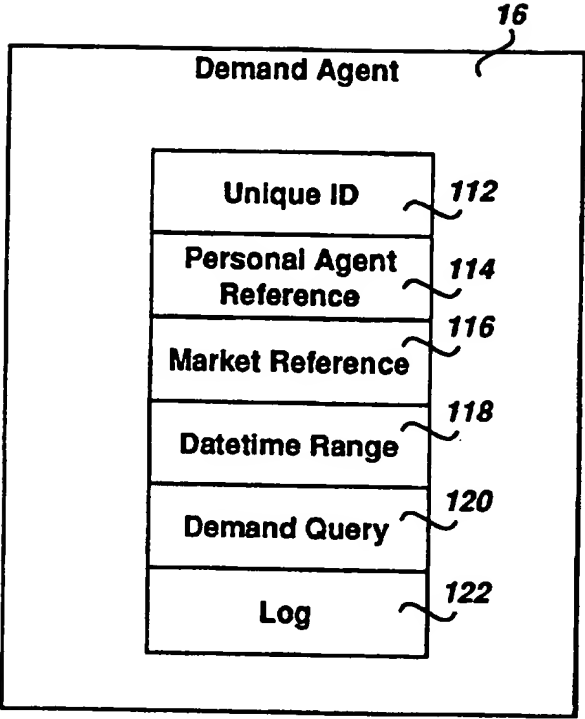 16
Demand Agent
Unique ID
112
Personal Agent
Reference
114
Market Reference
116
Datetime Range
118
Demand Query
120
Log
122